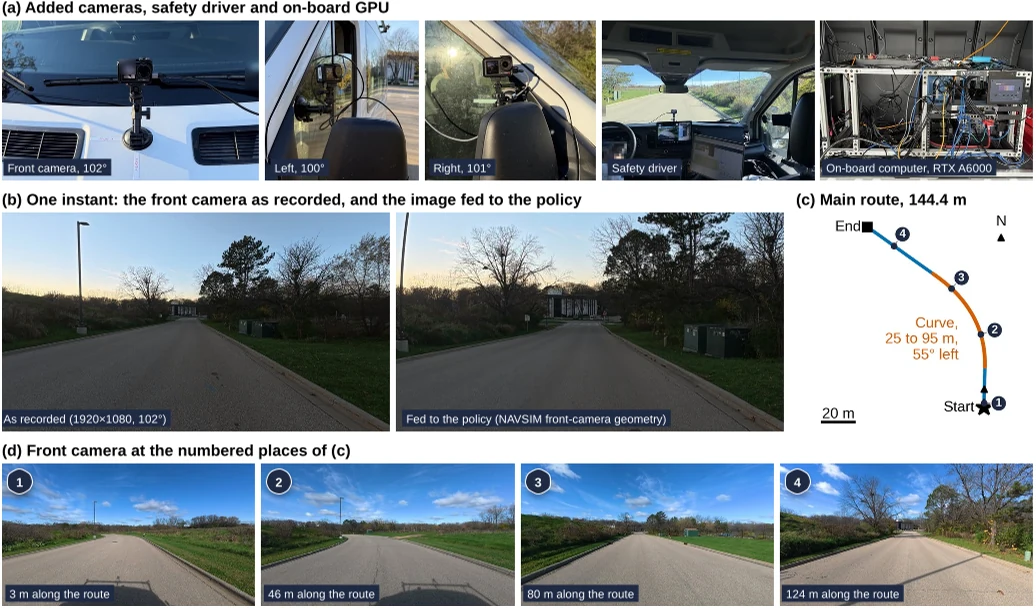 (a) Added cameras, safety driver and on-board GPU
Front camera, 102°
Left, 100°
Right, 101°
Safety driver
On-board computer, RTX A6000
(b) One instant: the front camera as recorded, and the image fed to the policy
As recorded (1920×1080, 102°)
Fed to the policy (NAVSIM front-camera geometry)
(c) Main route, 144.4 m
End
4
N
3
Curve,
25 to 95 m,
55° left
2
Start
1
20 m
(d) Front camera at the numbered places of (c)
1
3 m along the route
2
46 m along the route
3
80 m along the route
4
124 m along the route